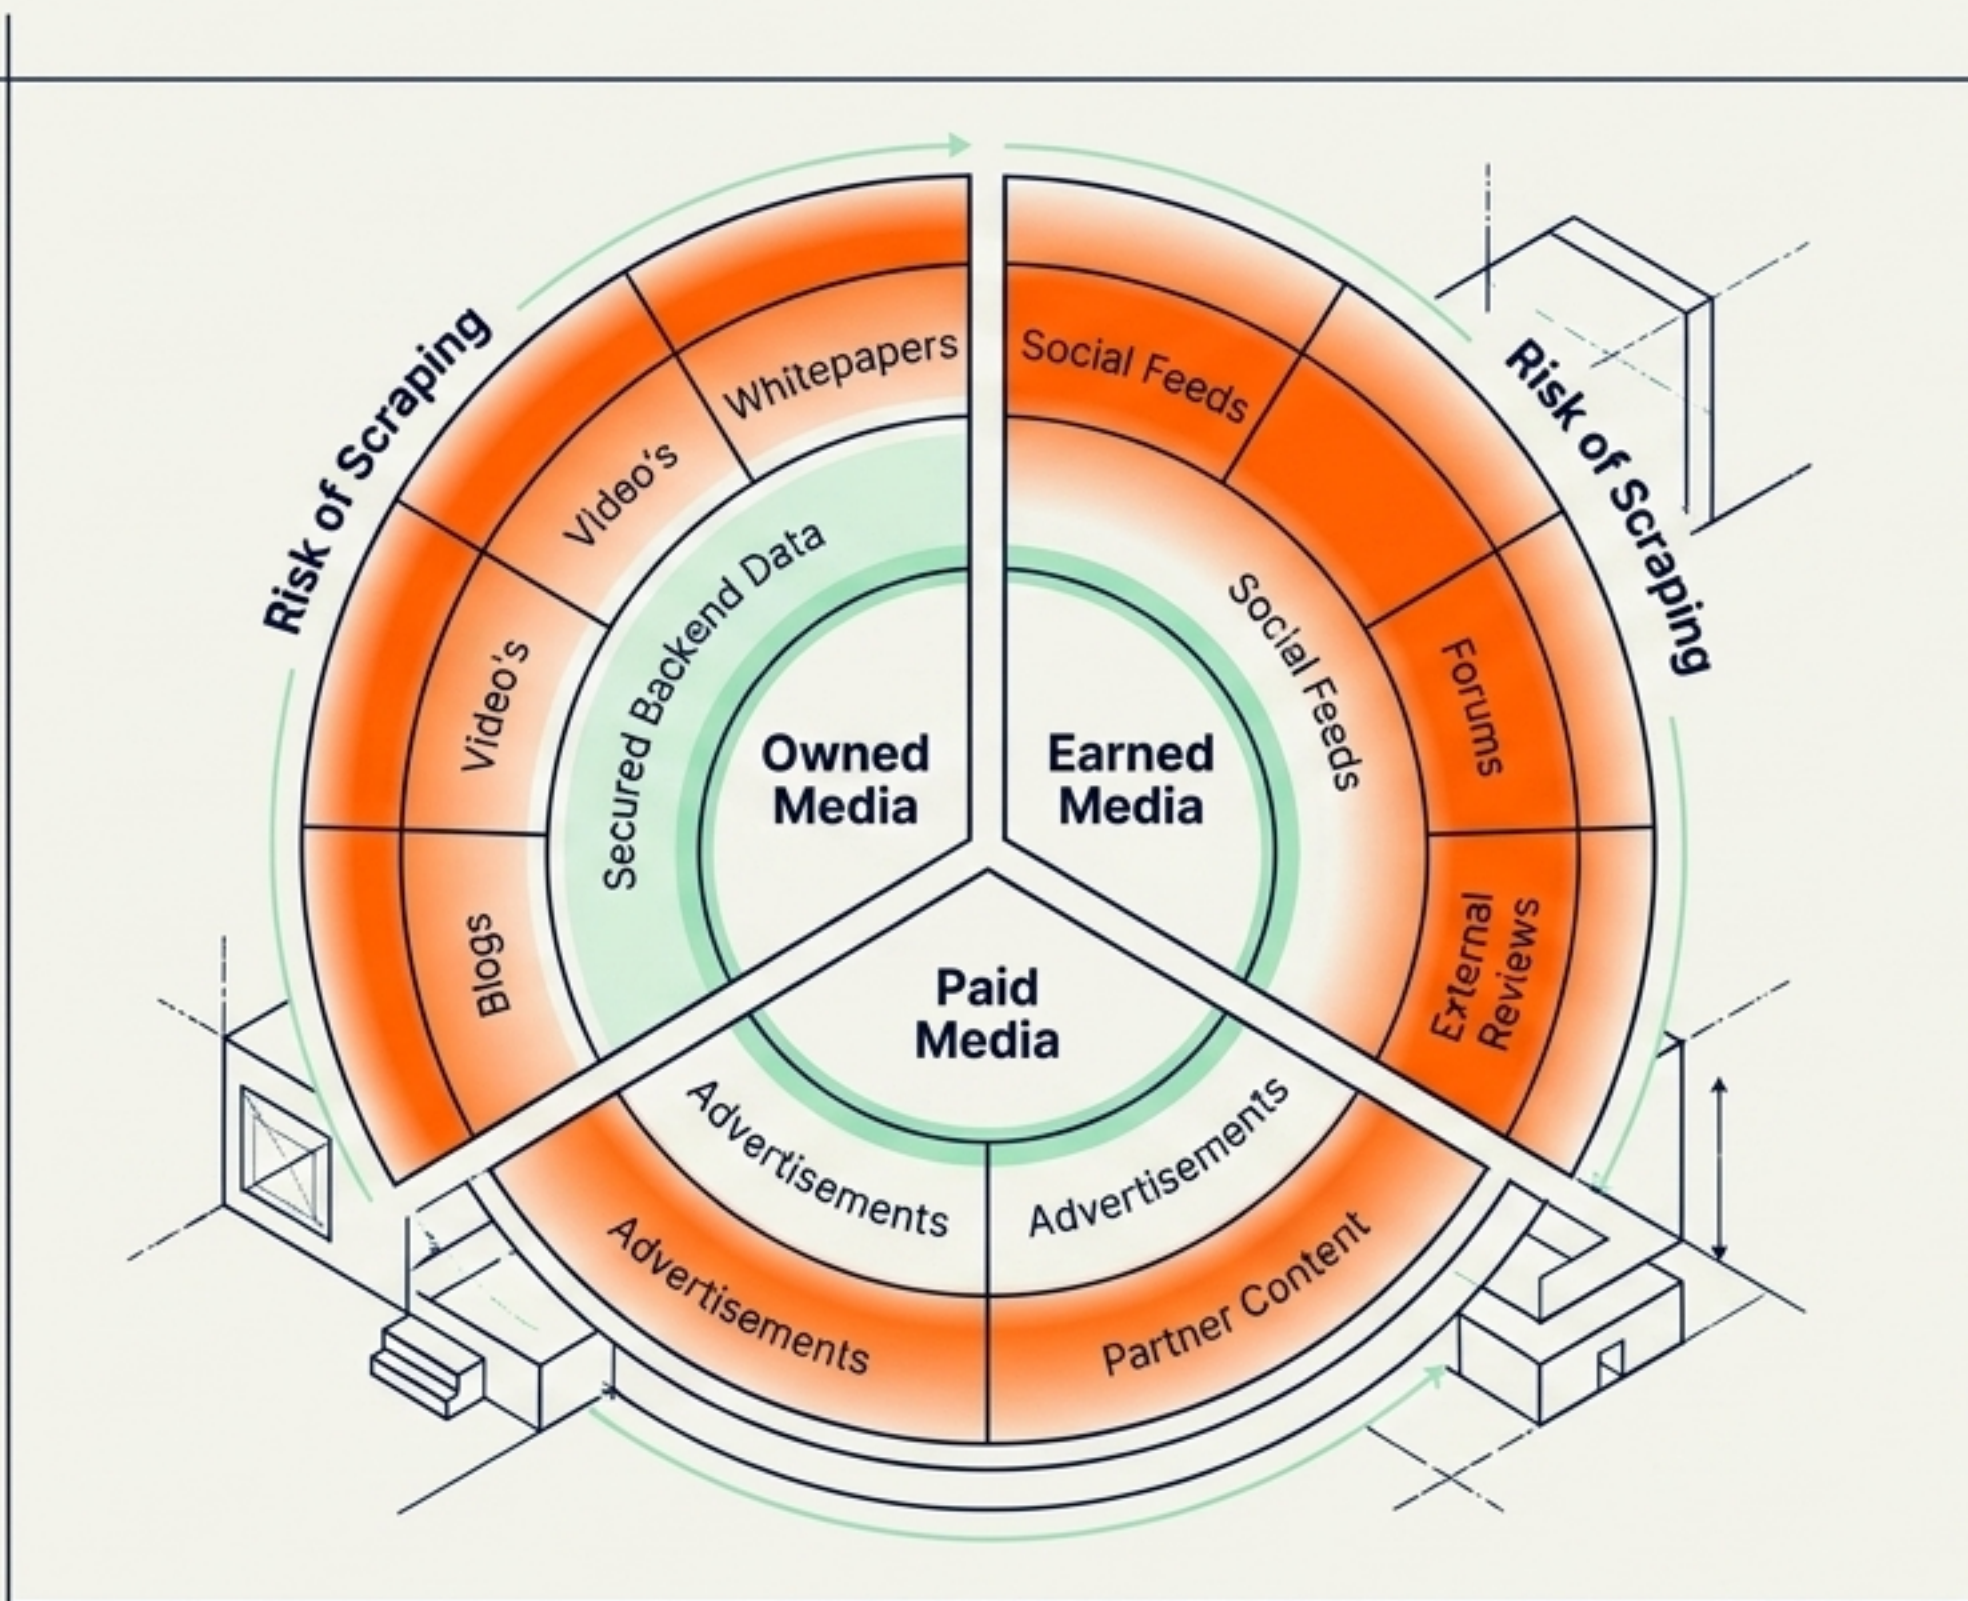 Risk of Scraping
Whitepapers
Video's
Video's
Blogs
Secured Backend Data
Owned
Media
Risk of Scraping
Social Feeds
Forums
External
Reviews
Social Feeds
Earned
Media
Paid
Media
Advertisements
Advertisements
Advertisements
Partner Content